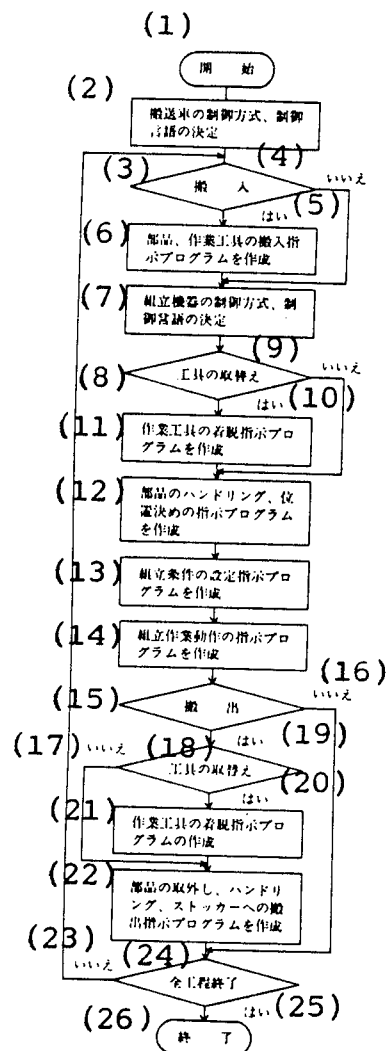 (1)
開 始
(2)
搬送車の制御方式、制御
言語の決定
(3)
(4)
搬 入
いいえ
はい
(5)
(6)
部品、作業工具の搬入指
示プログラムを作成
(7)
組立機器の制御方式、制
御言語の決定
(8)
(9)
工具の取替え
いいえ
はい
(10)
(11)
作業工具の着脱指示プロ
グラムを作成
(12)
部品のハンドリング、位
置決めの指示プログラム
を作成
(13)
組立条件の設定指示プロ
グラムを作成
(14)
組立作業動作の指示プロ
グラムを作成
(15)
搬 出
(16)
いいえ
はい
(19)
(17)
いいえ
(18)
工具の取替え
(20)
はい
(21)
作業工具の着脱指示プロ
グラムの作成
(22)
部品の取外し、ハンドリ
ング、ストッカーへの搬
出指示プログラムを作成
(23)
いいえ
(24)
全工程終了
はい
(25)
(26)
終 了